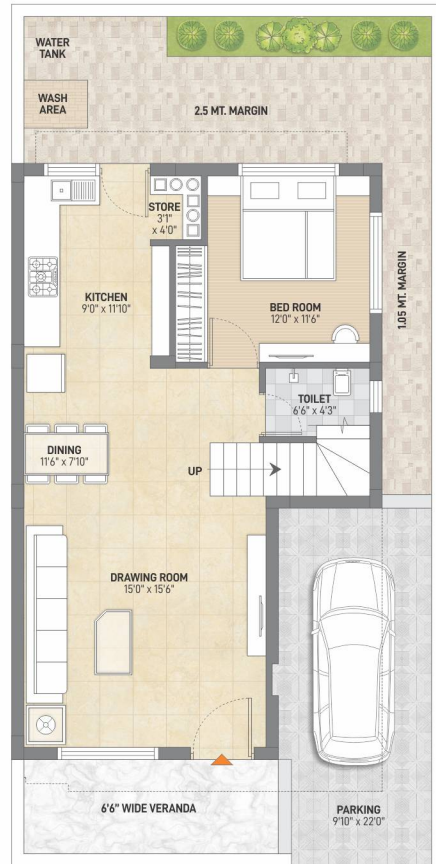 WATER
TANK
WASH
AREA
2.5 MT. MARGIN
STORE
3'1"
x 4'0"
KITCHEN
9'0" x 11'10"
BED ROOM
12'0" x 11'6"
1.05 MT. MARGIN
TOILET
6'6" x 4'3"
DINING
11'6" x 7'10"
UP
DRAWING ROOM
15'0" x 15'6"
6'6" WIDE VERANDA
PARKING
9'10" x 22'0"